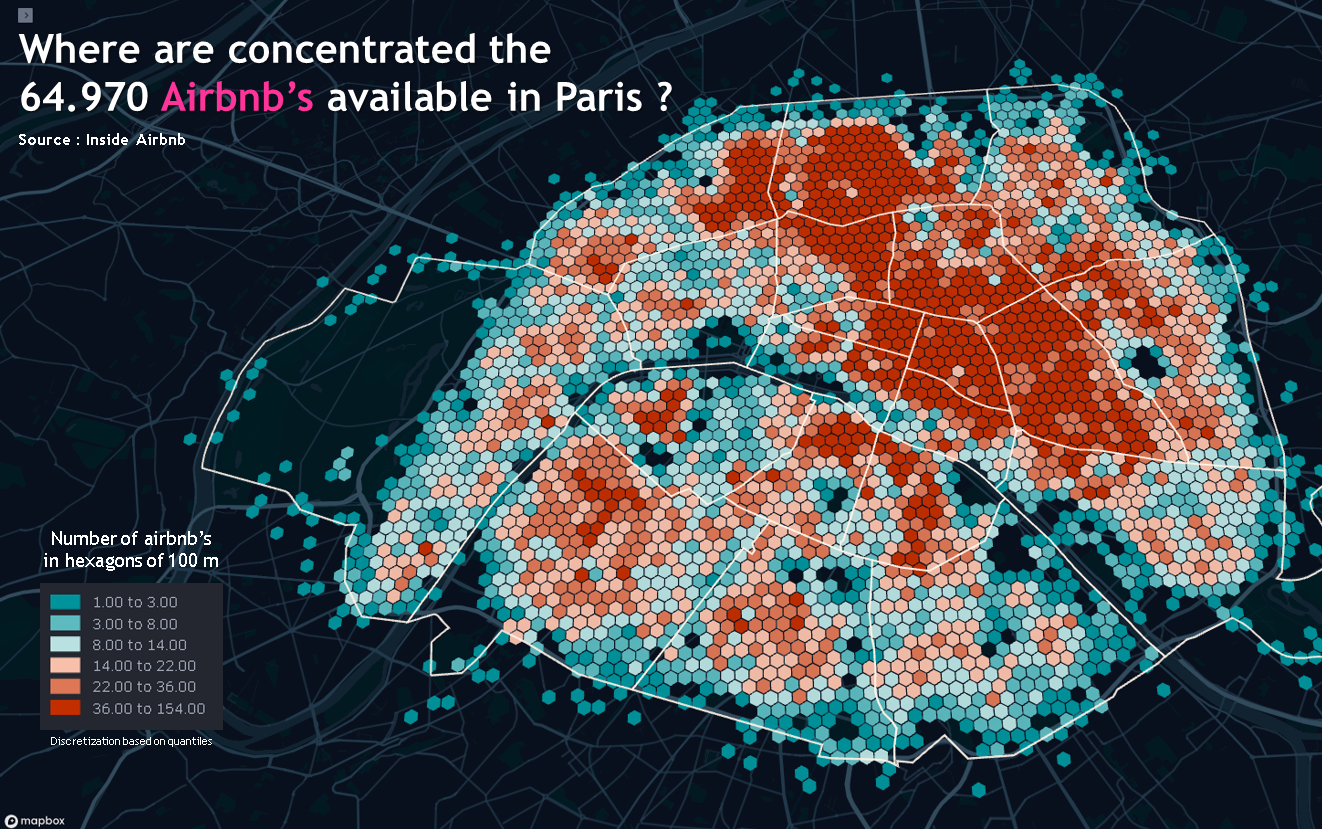 Where are concentrated the
64.970 Airbnb's available in Paris ?
Source : Inside Airbnb
Number of airbnb's
in hexagons of 100 m
1.00 to 3.00
3.00 to 8.00
8.00 to 14.00
14.00 to 22.00
22.00 to 36.00
36.00 to 154.00
Discretization based on quantiles
mapbox